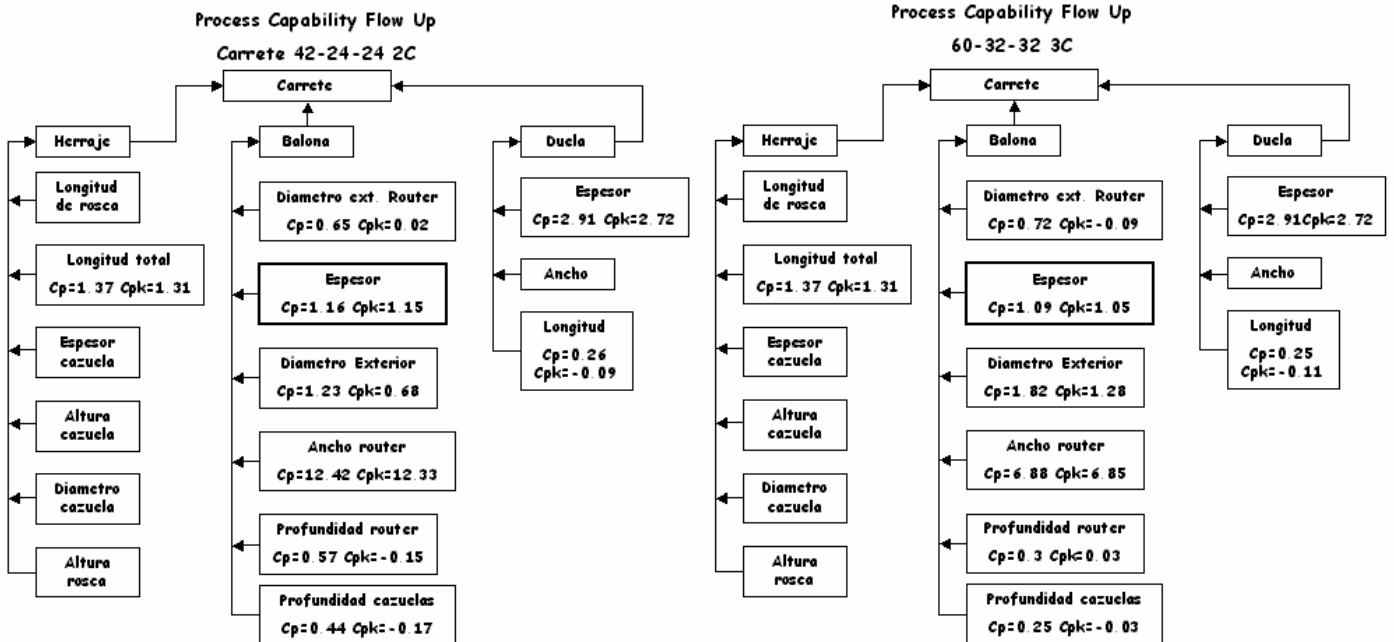 Process Capability Flow Up
Carrete 42-24-24 2C
Carrete
Herraje
Balona
Duela
Longitud
de rosca
Longitud total
Cp=1.37 Cpk=1.31
Espesor
cazuela
Altura
cazuela
Diametro
cazuela
Altura
rosca
Diametro ext. Router
Cp=0.65 Cpk=0.02
Espesor
Cp=1.16 Cpk=1.15
Diametro Exterior
Cp=1.23 Cpk=0.68
Ancho router
Cp=12.42 Cpk=12.33
Profundidad router
Cp=0.57 Cpk=-0.15
Profundidad cazuelas
Cp=0.44 Cpk=-0.17
Espesor
Cp=2.91 Cpk=2.72
Ancho
Longitud
Cp=0.26
Cpk=-0.09
Process Capability Flow Up
60-32-32 3C
Carrete
Herraje
Balona
Duela
Longitud
de rosca
Longitud total
Cp=1.37 Cpk=1.31
Espesor
cazuela
Altura
cazuela
Diametro
cazuela
Altura
rosca
Diametro ext. Router
Cp=0.72 Cpk=-0.09
Espesor
Cp=1.09 Cpk=1.05
Diametro Exterior
Cp=1.82 Cpk=1.28
Ancho router
Cp=6.88 Cpk=6.85
Profundidad router
Cp=0.3 Cpk=0.03
Profundidad cazuelas
Cp=0.25 Cpk=-0.03
Espesor
Cp=2.91Cpk=2.72
Ancho
Longitud
Cp=0.25
Cpk=-0.11